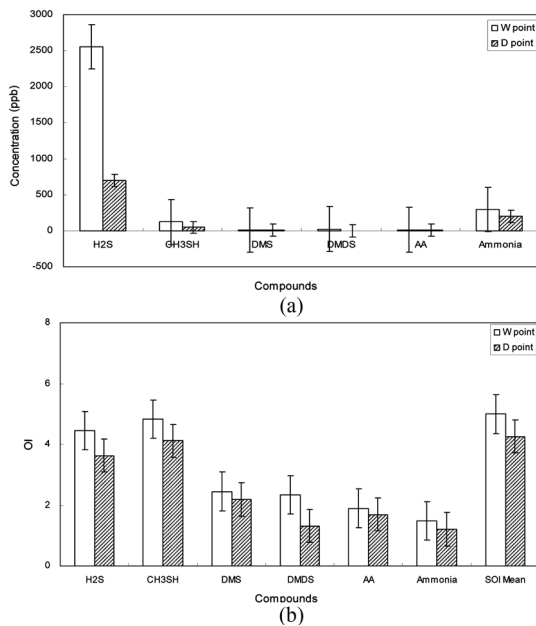 3000
2500
2000
1500
1000
500
0
-500
Concentration (ppb)
W point
D point
H2S CH3SH DMS DMDS AA Ammonia
Compounds
(a)
8
6
4
2
0
OI
W point
D point
H2S CH3SH DMS DMDS AA Ammonia SOI Mean
Compounds
(b)